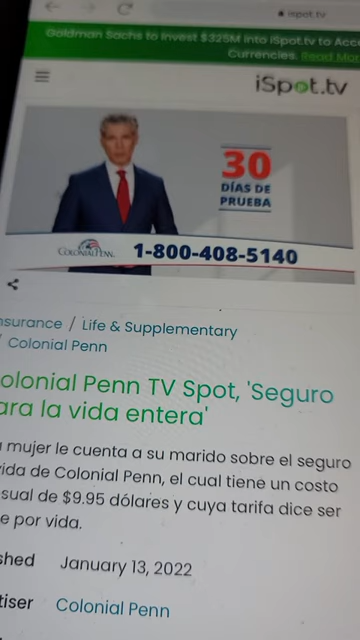 ispot.tv
Goldman Sachs to Invest $325M into iSpot.tv to Acc
Currencies. Read Mor
iSpot.tv
30
DÍAS DE
PRUEBA
COLONIAL PENN
1-800-408-5140
nsurance / Life & Supplementary
/ Colonial Penn
olonial Penn TV Spot, 'Seguro
ara la vida entera'
mujer le cuenta a su marido sobre el seguro
vida de Colonial Penn, el cual tiene un costo
sual de $9.95 dólares y cuya tarifa dice ser
e por vida.
shed January 13, 2022
tiser Colonial Penn